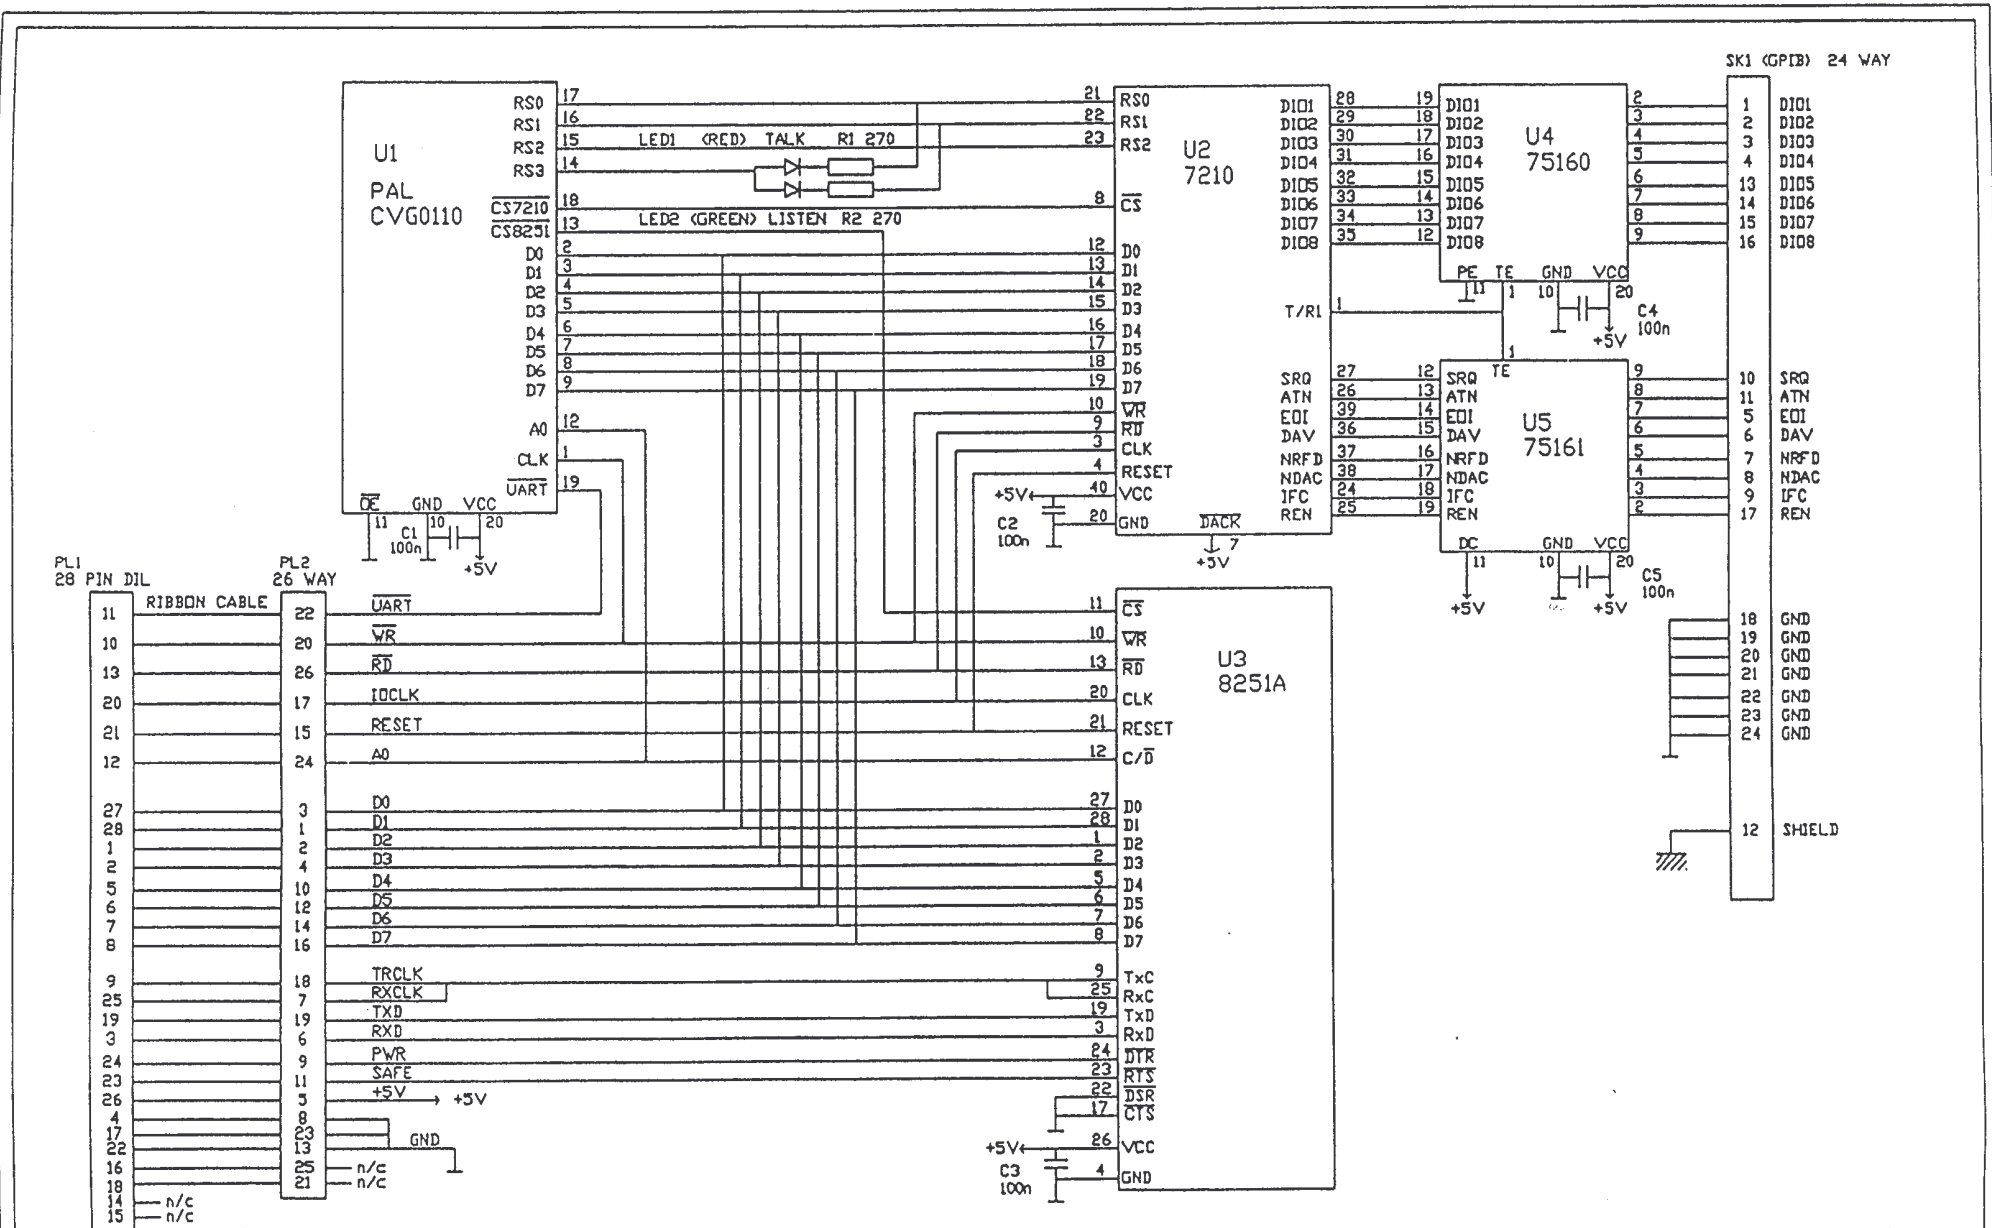 SK1 (GPIB) 24 WAY
U1
PAL
CVG0110
RS0 17
RS1 16
RS2 15
RS3 14
CS7210 18
CS8251 13
D0 2
D1 3
D2 4
D3 5
D4 6
D5 7
D6 8
D7 9
A0 12
CLK 1
UART 19
OE GND VCC
11 10 20
C1
100n
+5V
LED1 (RED) TALK R1 270
LED2 (GREEN) LISTEN R2 270
U2
7210
21 RS0
22 RS1
23 RS2
8 CS
12 D0
13 D1
14 D2
15 D3
16 D4
17 D5
18 D6
19 D7
10 WR
9 RD
3 CLK
4 RESET
+5V 40 VCC
20 GND
C2
100n
DACK
7
+5V
DIO1 28
DIO2 29
DIO3 30
DIO4 31
DIO5 32
DIO6 33
DIO7 34
DIO8 35
T/R1 1
SRQ 27
ATN 26
EOI 39
DAV 36
NRFD 37
NDAC 38
IFC 24
REN 25
U4
75160
19 DIO1 2
18 DIO2 3
17 DIO3 4
16 DIO4 5
15 DIO5 6
14 DIO6 7
13 DIO7 8
12 DIO8 9
PE TE GND VCC
11 1 10 20
C4
100n
+5V
1
TE
U5
75161
12 SRQ 9
13 ATN 8
14 EOI 7
15 DAV 6
16 NRFD 5
17 NDAC 4
18 IFC 3
19 REN 2
DC GND VCC
11 10 20
C5
100n
+5V +5V
1 DIO1
2 DIO2
3 DIO3
4 DIO4
13 DIO5
14 DIO6
15 DIO7
16 DIO8
10 SRQ
11 ATN
5 EOI
6 DAV
7 NRFD
8 NDAC
9 IFC
17 REN
18 GND
19 GND
20 GND
21 GND
22 GND
23 GND
24 GND
12 SHIELD
PL1
28 PIN DIL
PL2
26 WAY
RIBBON CABLE
11 22 UART
10 20 WR
13 26 RD
20 17 IOCLK
21 15 RESET
12 24 A0
27 3 D0
28 1 D1
1 2 D2
2 4 D3
5 10 D4
6 12 D5
7 14 D6
8 16 D7
9 18 TRCLK
25 7 RXCLK
19 19 TXD
3 6 RXD
24 9 PWR
23 11 SAFE
26 5 +5V +5V
4 8
17 23
22 13 GND
16 25 n/c
18 21 n/c
14 n/c
15 n/c
U3
8251A
11 CS
10 WR
13 RD
20 CLK
21 RESET
12 C/D
27 D0
28 D1
1 D2
2 D3
5 D4
6 D5
7 D6
8 D7
9 TxC
25 RxC
19 TxD
3 RxD
24 DTR
23 RTS
22 DSR
17 CTS
+5V 26 VCC
4 GND
C3
100n